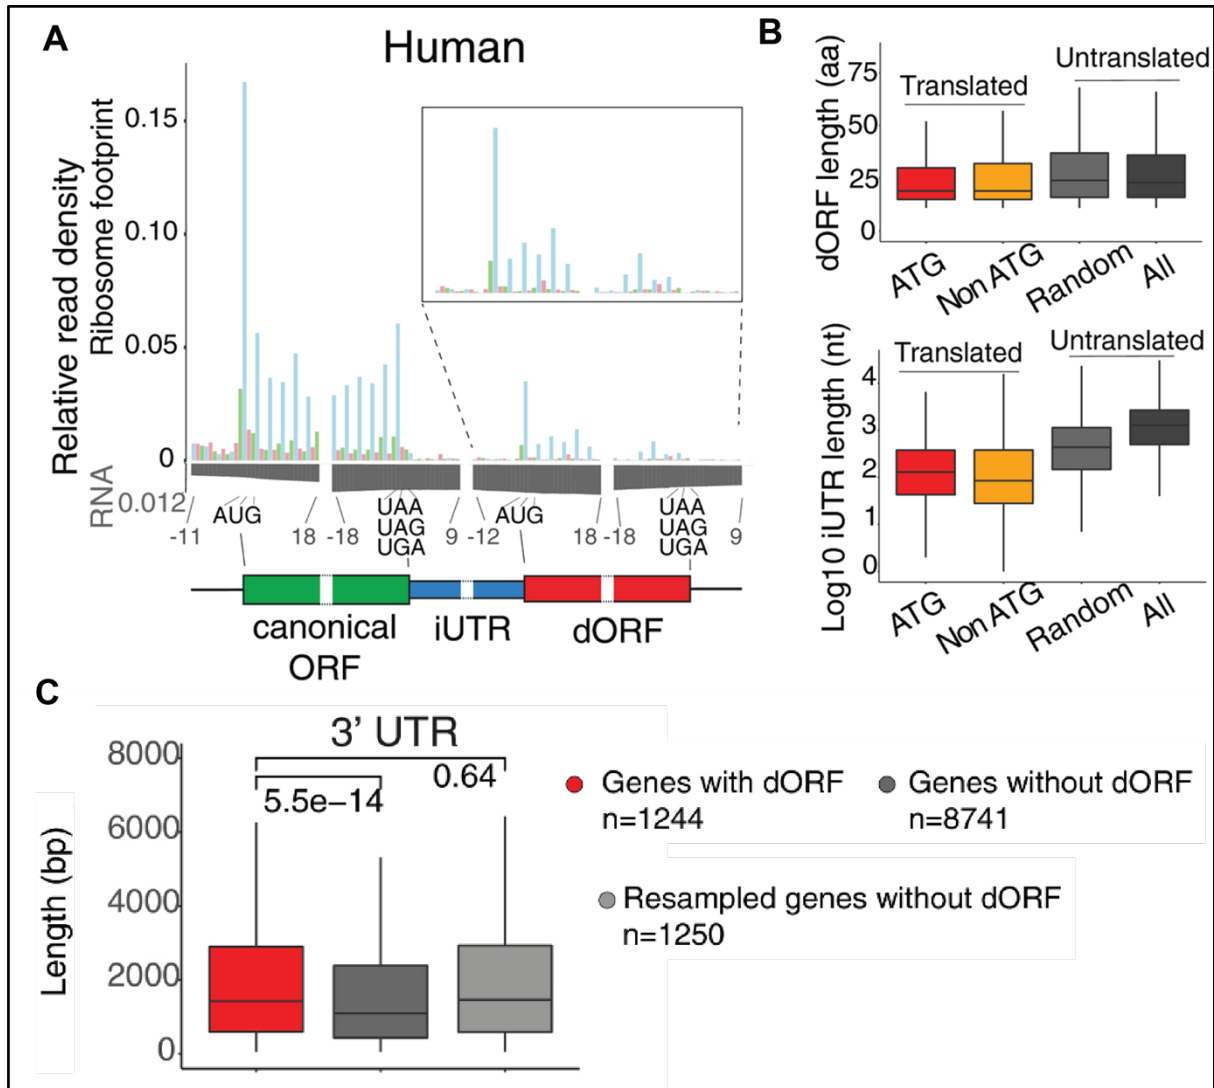 A
Human
Relative read density
Ribosome footprint
0.15
0.10
0.05
0
RNA
0.012
-11
AUG
18
-18
UAA
UAG
UGA
9
-12
AUG
18
-18
UAA
UAG
UGA
9
canonical
ORF
iUTR
dORF
B
dORF length (aa)
75
50
25
0
Translated
Untranslated
ATG
Non ATG
Random
All
Log10 iUTR length (nt)
4
3
2
1
0
Translated
Untranslated
ATG
Non ATG
Random
All
C
3' UTR
Length (bp)
8000
6000
4000
2000
0
0.64
5.5e−14
Genes with dORF
n=1244
Genes without dORF
n=8741
Resampled genes without dORF
n=1250